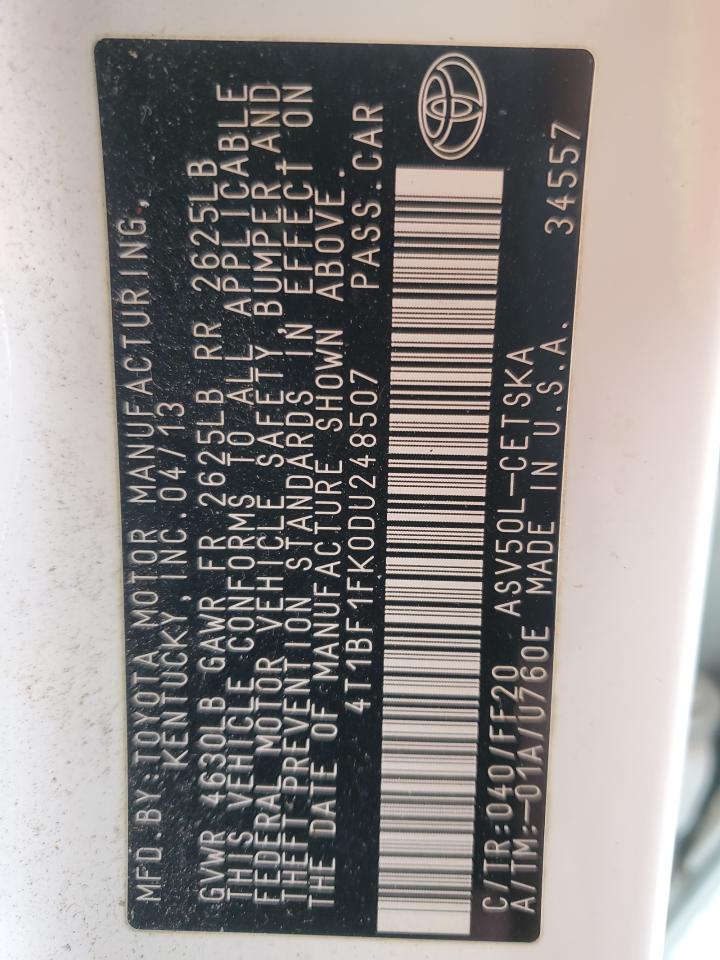 MFD.BY:TOYOTA MOTOR MANUFACTURING,
KENTUCKY, INC.04/13
GVWR 4630LB GAWR FR 2625LB RR 2625LB
THIS VEHICLE CONFORMS TO ALL APPLICABLE
FEDERAL MOTOR VEHICLE SAFETY, BUMPER, AND
THEFT PREVENTION STANDARDS IN EFFECT ON
THE DATE OF MANUFACTURE SHOWN ABOVE.
4T1BF1FK0DU248507 PASS.CAR
C/TR:040/FF20 ASV50L-CETSKA
A/TM:-01A/U760E MADE IN U.S.A. 34557